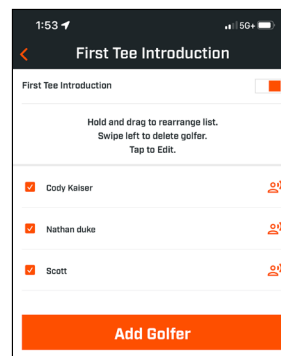 1:53
5G+
First Tee Introduction
First Tee Introduction
Hold and drag to rearrange list.
Swipe left to delete golfer.
Tap to Edit.
Cody Kaiser
Nathan duke
Scott
Add Golfer